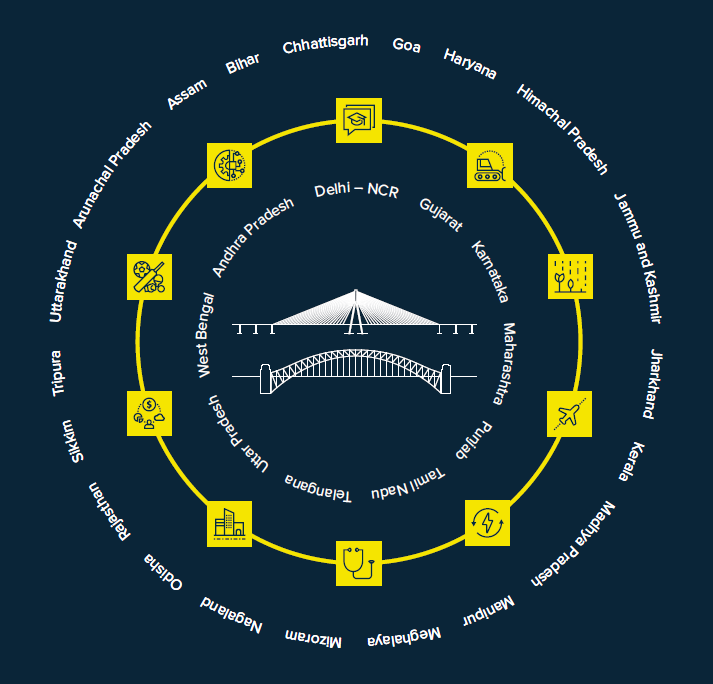 Chhattisgarh
Goa
Haryana
Himachal Pradesh
Jammu and Kashmir
Jharkhand
Kerala
Madhya Pradesh
Manipur
Meghalaya
Mizoram
Nagaland
Odisha
Rajasthan
Sikkim
Tripura
Uttarakhand
Arunachal Pradesh
Assam
Bihar
Delhi – NCR
Gujarat
Karnataka
Maharashtra
Punjab
Tamil Nadu
Telangana
Uttar Pradesh
West Bengal
Andhra Pradesh
$